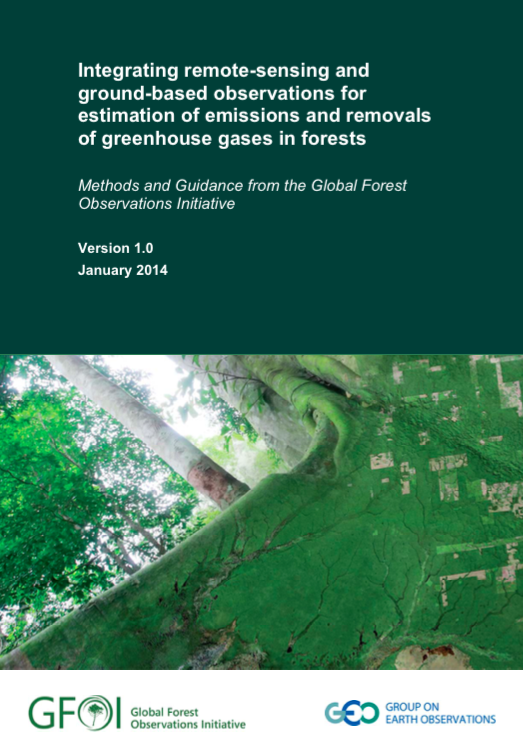 Integrating remote-sensing and
ground-based observations for
estimation of emissions and removals
of greenhouse gases in forests
Methods and Guidance from the Global Forest
Observations Initiative
Version 1.0
January 2014
GFOI
Global Forest
Observations Initiative
GEO
GROUP ON
EARTH OBSERVATIONS